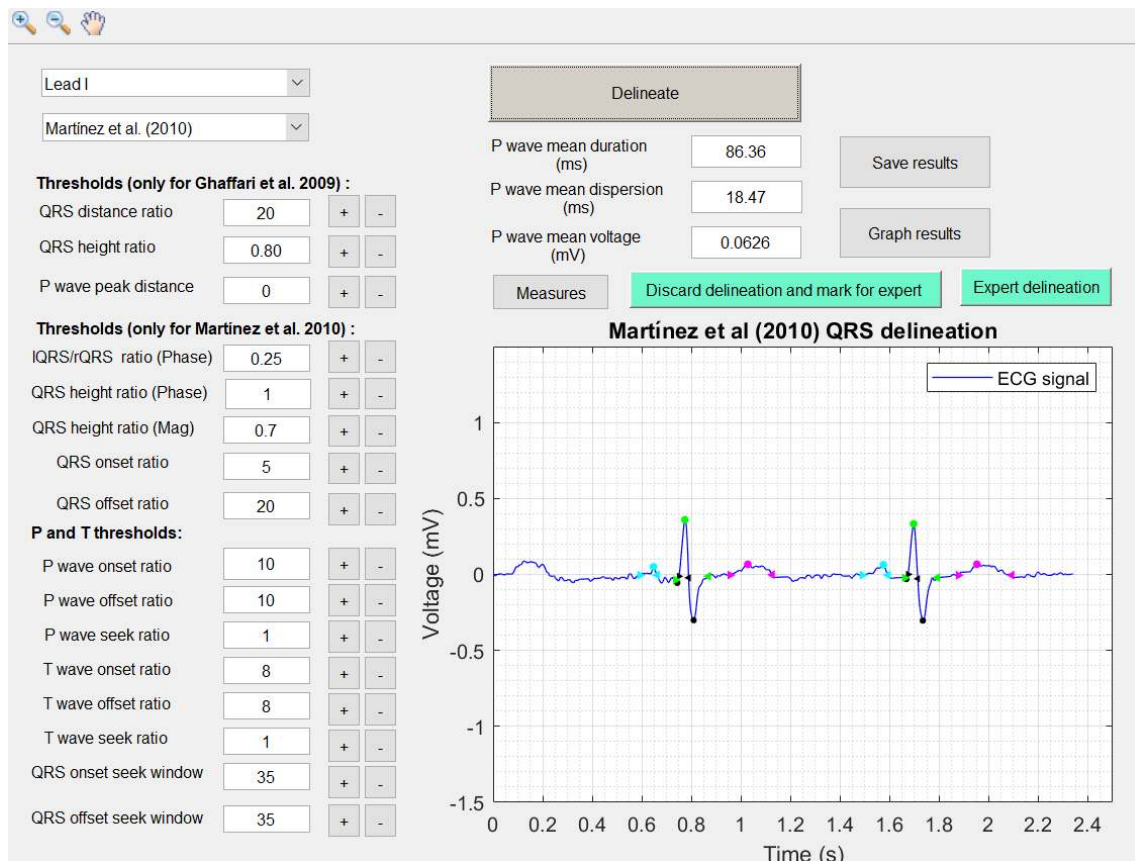 Lead I
Martínez et al. (2010)
Thresholds (only for Ghaffari et al. 2009) :
QRS distance ratio 20 + -
QRS height ratio 0.80 + -
P wave peak distance 0 + -
Thresholds (only for Martínez et al. 2010) :
lQRS/rQRS ratio (Phase) 0.25 + -
QRS height ratio (Phase) 1 + -
QRS height ratio (Mag) 0.7 + -
QRS onset ratio 5 + -
QRS offset ratio 20 + -
P and T thresholds:
P wave onset ratio 10 + -
P wave offset ratio 10 + -
P wave seek ratio 1 + -
T wave onset ratio 8 + -
T wave offset ratio 8 + -
T wave seek ratio 1 + -
QRS onset seek window 35 + -
QRS offset seek window 35 + -
Delineate
P wave mean duration
(ms)
86.36
P wave mean dispersion
(ms)
18.47
P wave mean voltage
(mV)
0.0626
Save results
Graph results
Measures
Discard delineation and mark for expert
Expert delineation
Martínez et al (2010) QRS delineation
ECG signal
Voltage (mV)
1
0.5
0
-0.5
-1
-1.5
0 0.2 0.4 0.6 0.8 1 1.2 1.4 1.6 1.8 2 2.2 2.4
Time (s)